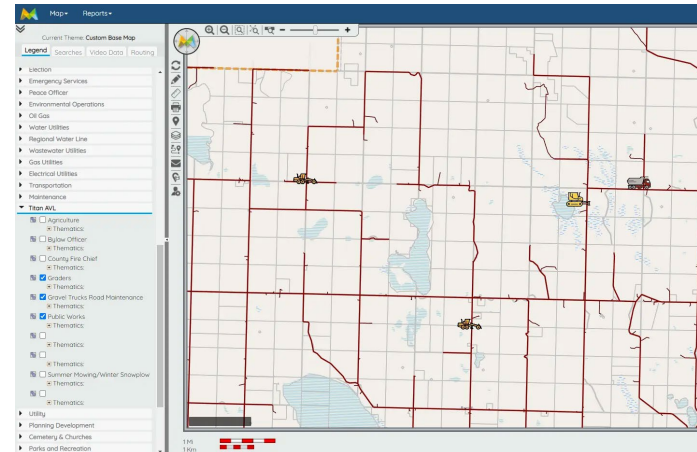 Map▾ Reports▾
Current Theme: Custom Base Map
Legend Searches Video Data Routing
Election
Emergency Services
Peace Officer
Environmental Operations
Oil Gas
Water Utilities
Regional Water Line
Wastewater Utilities
Gas Utilities
Electrical Utilities
Transportation
Maintenance
Titan AVL
Agriculture
Thematics:
Bylaw Officer
Thematics:
County Fire Chief
Thematics:
Graders
Thematics:
Gravel Trucks Road Maintenance
Thematics:
Public Works
Thematics:
Thematics:
Thematics:
Summer Mowing/Winter Snowplow
Thematics:
Thematics:
Utility
Planning Development
Cemetery & Churches
Parks and Recreation
1 Mi
1 Km